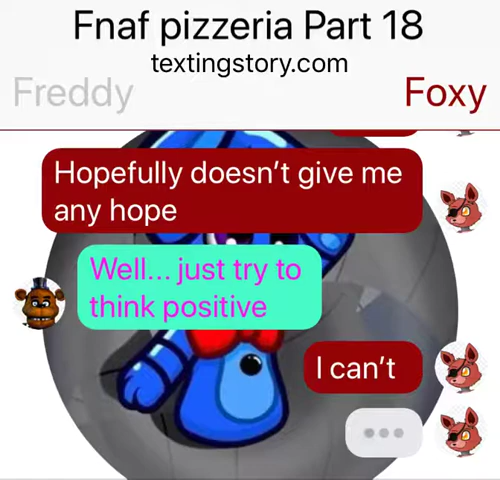 Fnaf pizzeria Part 18
textingstory.com
Freddy Foxy
Hopefully doesn’t give me
any hope
Well... just try to
think positive
I can’t